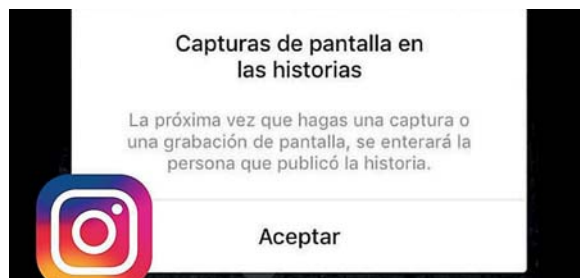 Capturas de pantalla en
las historias
La próxima vez que hagas una captura o
una grabación de pantalla, se enterará la
persona que publicó la historia.
Aceptar